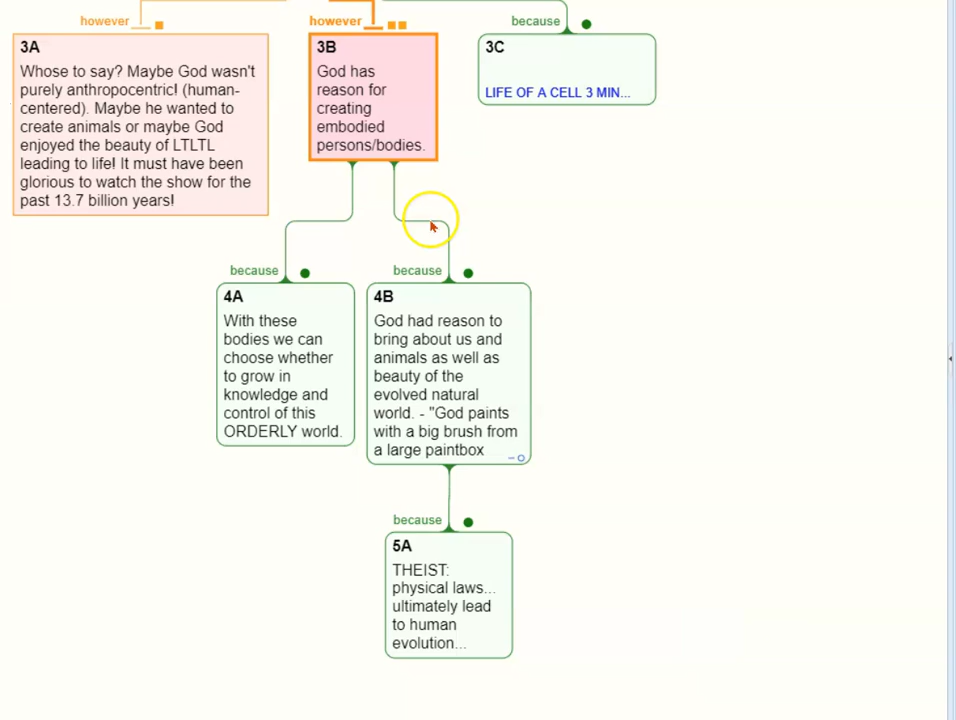 however
however
because
3A
Whose to say? Maybe God wasn't
purely anthropocentric! (human-
centered). Maybe he wanted to
create animals or maybe God
enjoyed the beauty of LTLTL
leading to life! It must have been
glorious to watch the show for the
past 13.7 billion years!
3B
God has
reason for
creating
embodied
persons/bodies.
3C
LIFE OF A CELL 3 MIN...
because
because
4A
With these
bodies we can
choose whether
to grow in
knowledge and
control of this
ORDERLY world.
4B
God had reason to
bring about us and
animals as well as
beauty of the
evolved natural
world. - "God paints
with a big brush from
a large paintbox
because
5A
THEIST:
physical laws...
ultimately lead
to human
evolution...